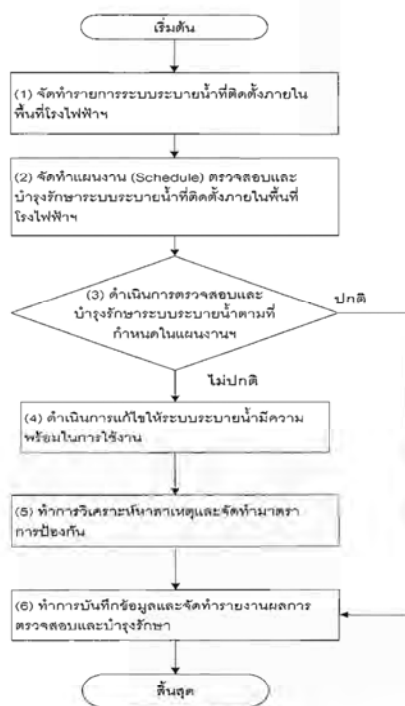 เริ่มต้น
(1) จัดทำรายการระบบระบายน้ำที่ติดตั้งภายใน
พื้นที่โรงไฟฟ้าฯ
(2) จัดทำแผนงาน (Schedule) ตรวจสอบและ
บำรุงรักษาระบบระบายน้ำที่ติดตั้งภายในพื้นที่
โรงไฟฟ้าฯ
(3) ดำเนินการตรวจสอบและ
บำรุงรักษาระบบระบายน้ำตามที่
กำหนดในแผนงานฯ
ปกติ
ไม่ปกติ
(4) ดำเนินการแก้ไขให้ระบบระบายน้ำมีความ
พร้อมในการใช้งาน
(5) ทำการวิเคราะห์หาสาเหตุและจัดทำมาตรา
การป้องกัน
(6) ทำการบันทึกข้อมูลและจัดทำรายงานผลการ
ตรวจสอบและบำรุงรักษา
สิ้นสุด